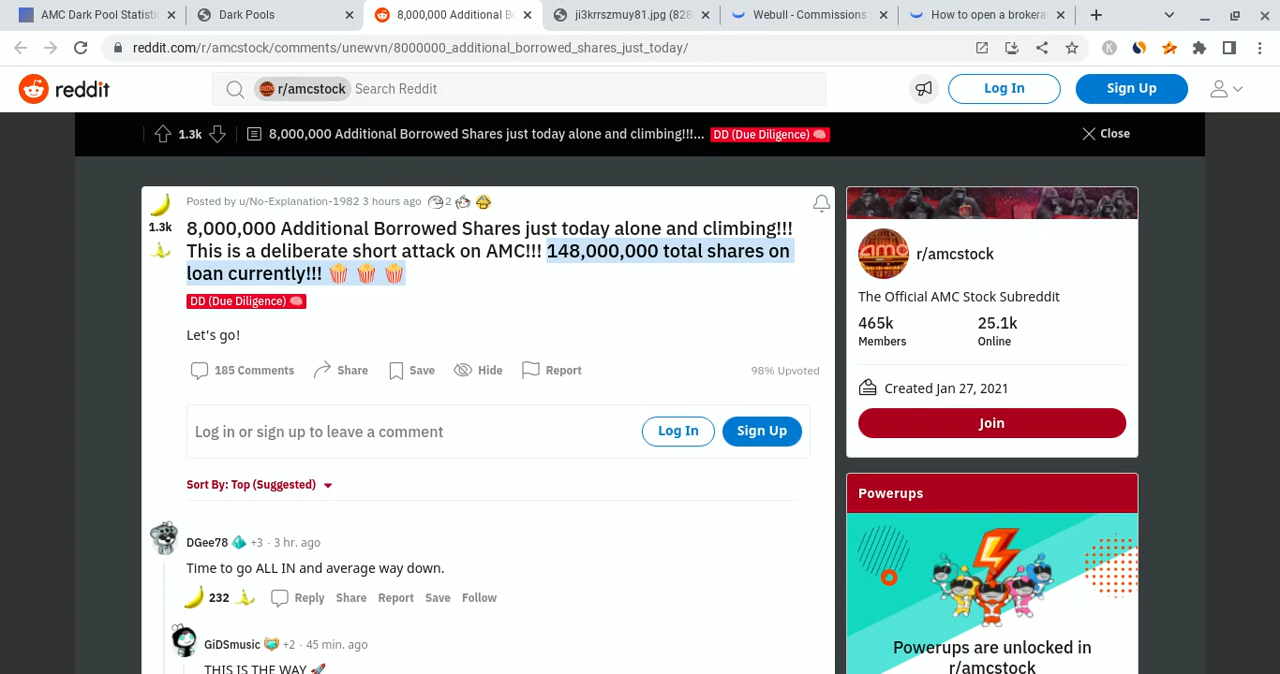 AMC Dark Pool Statisti
Dark Pools
8,000,000 Additional B
ji3krrszmuy81.jpg (828
Webull - Commissions
How to open a brokera
reddit.com/r/amcstock/comments/unewvn/8000000_additional_borrowed_shares_just_today/
reddit
r/amcstock Search Reddit
Log In
Sign Up
1.3k
8,000,000 Additional Borrowed Shares just today alone and climbing!!!... DD (Due Diligence)
Close
Posted by u/No-Explanation-1982 3 hours ago 2
1.3k
8,000,000 Additional Borrowed Shares just today alone and climbing!!!
This is a deliberate short attack on AMC!!! 148,000,000 total shares on
loan currently!!! 🍿 🍿 🍿
DD (Due Diligence)
Let's go!
185 Comments Share Save Hide Report 98% Upvoted
Log in or sign up to leave a comment Log In Sign Up
Sort By: Top (Suggested)
DGee78 +3 · 3 hr. ago
Time to go ALL IN and average way down.
232 Reply Share Report Save Follow
GiDSmusic +2 · 45 min. ago
THIS IS THE WAY 🚀
amc
r/amcstock
The Official AMC Stock Subreddit
465k 25.1k
Members Online
Created Jan 27, 2021
Join
Powerups
Powerups are unlocked in
r/amcstock